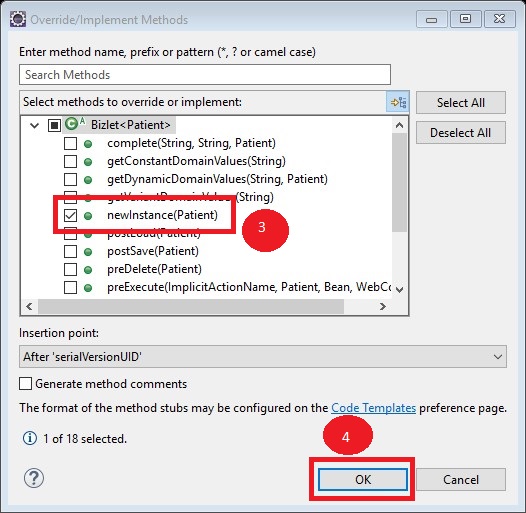 Override/Implement Methods
Enter method name, prefix or pattern (*, ? or camel case)
Search Methods
Select methods to override or implement:
Select All
Deselect All
Bizlet<Patient>
complete(String, String, Patient)
getConstantDomainValues(String)
getDynamicDomainValues(String, Patient)
getVariantDomainValues(String)
newInstance(Patient)
3
postLoad(Patient)
postSave(Patient)
preDelete(Patient)
preExecute(ImplicitActionName, Patient, Bean, WebCo
Insertion point:
After 'serialVersionUID'
Generate method comments
The format of the method stubs may be configured on the Code Templates preference page.
1 of 18 selected.
4
OK
Cancel